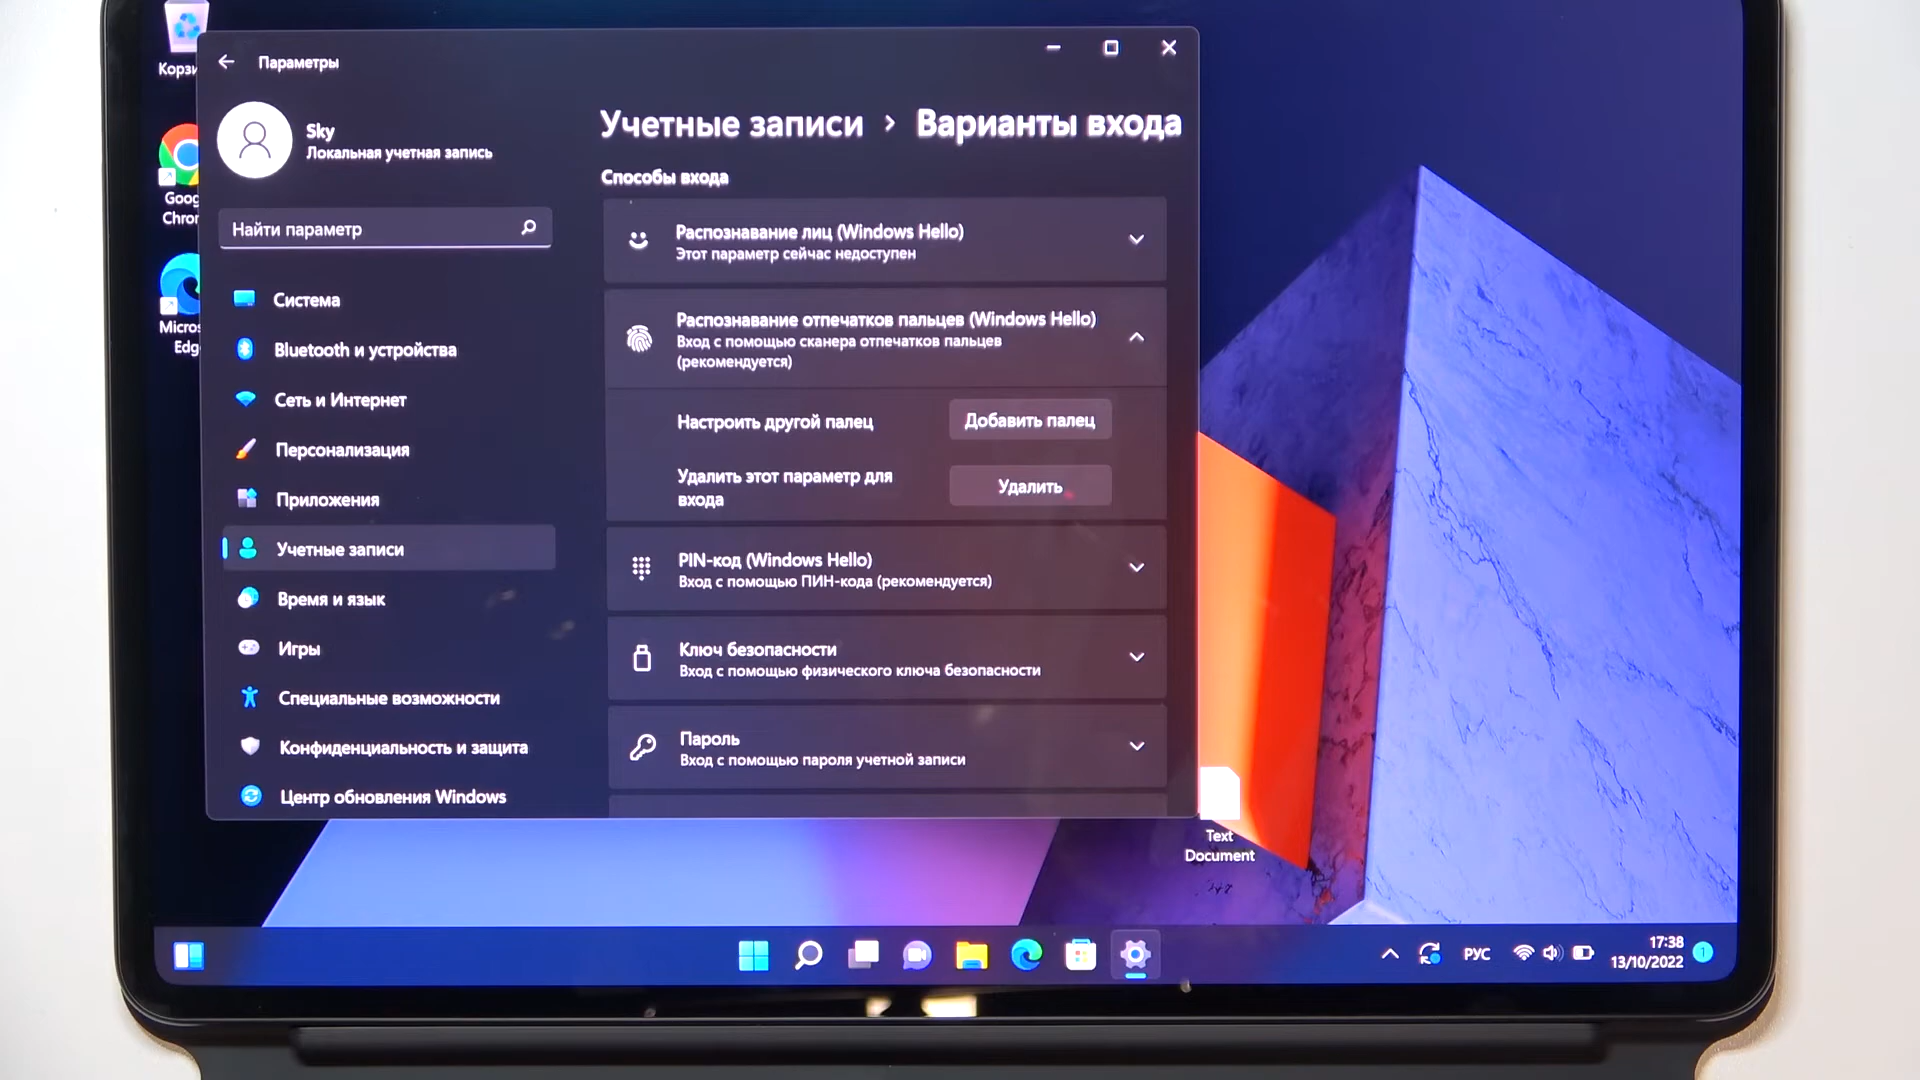 Параметры
Sky
Локальная учетная запись
Найти параметр
Система
Bluetooth и устройства
Сеть и Интернет
Персонализация
Приложения
Учетные записи
Время и язык
Игры
Специальные возможности
Конфиденциальность и защита
Центр обновления Windows
Учетные записи › Варианты входа
Способы входа
Распознавание лиц (Windows Hello)
Этот параметр сейчас недоступен
Распознавание отпечатков пальцев (Windows Hello)
Вход с помощью сканера отпечатков пальцев
(рекомендуется)
Настроить другой палец
Добавить палец
Удалить этот параметр для
входа
Удалить
PIN-код (Windows Hello)
Вход с помощью ПИН-кода (рекомендуется)
Ключ безопасности
Вход с помощью физического ключа безопасности
Пароль
Вход с помощью пароля учетной записи
Корзи
Goog
Chron
Micros
Edge
Text
Document
РУС
17:38
13/10/2022
1